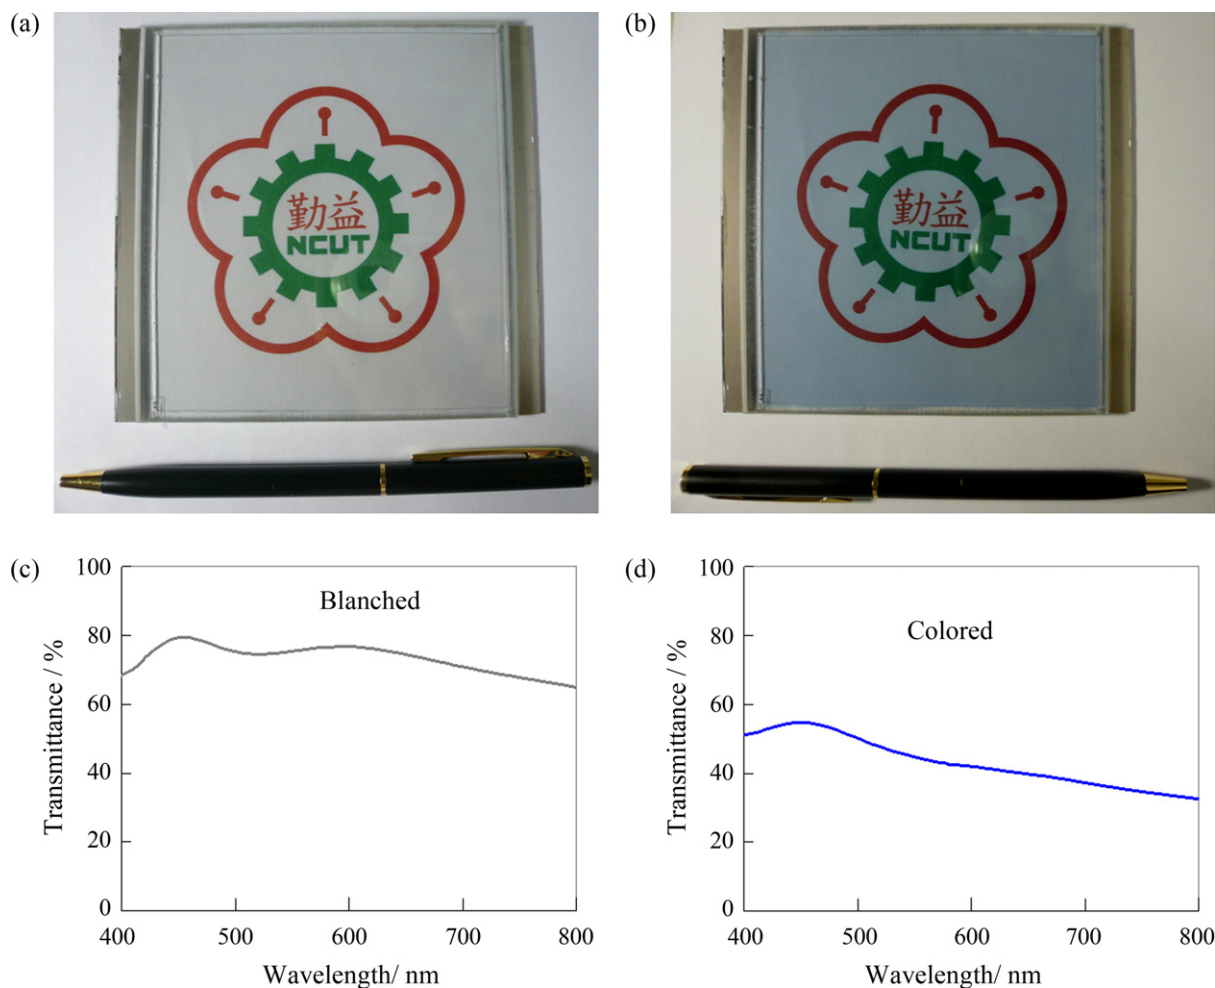 (a)
勤益
NCUT
(b)
勤益
NCUT
(c)
Blanched
Transmittance / %
100
80
60
40
20
0
400 500 600 700 800
Wavelength/ nm
(d)
Colored
Transmittance / %
100
80
60
40
20
0
400 500 600 700 800
Wavelength/ nm